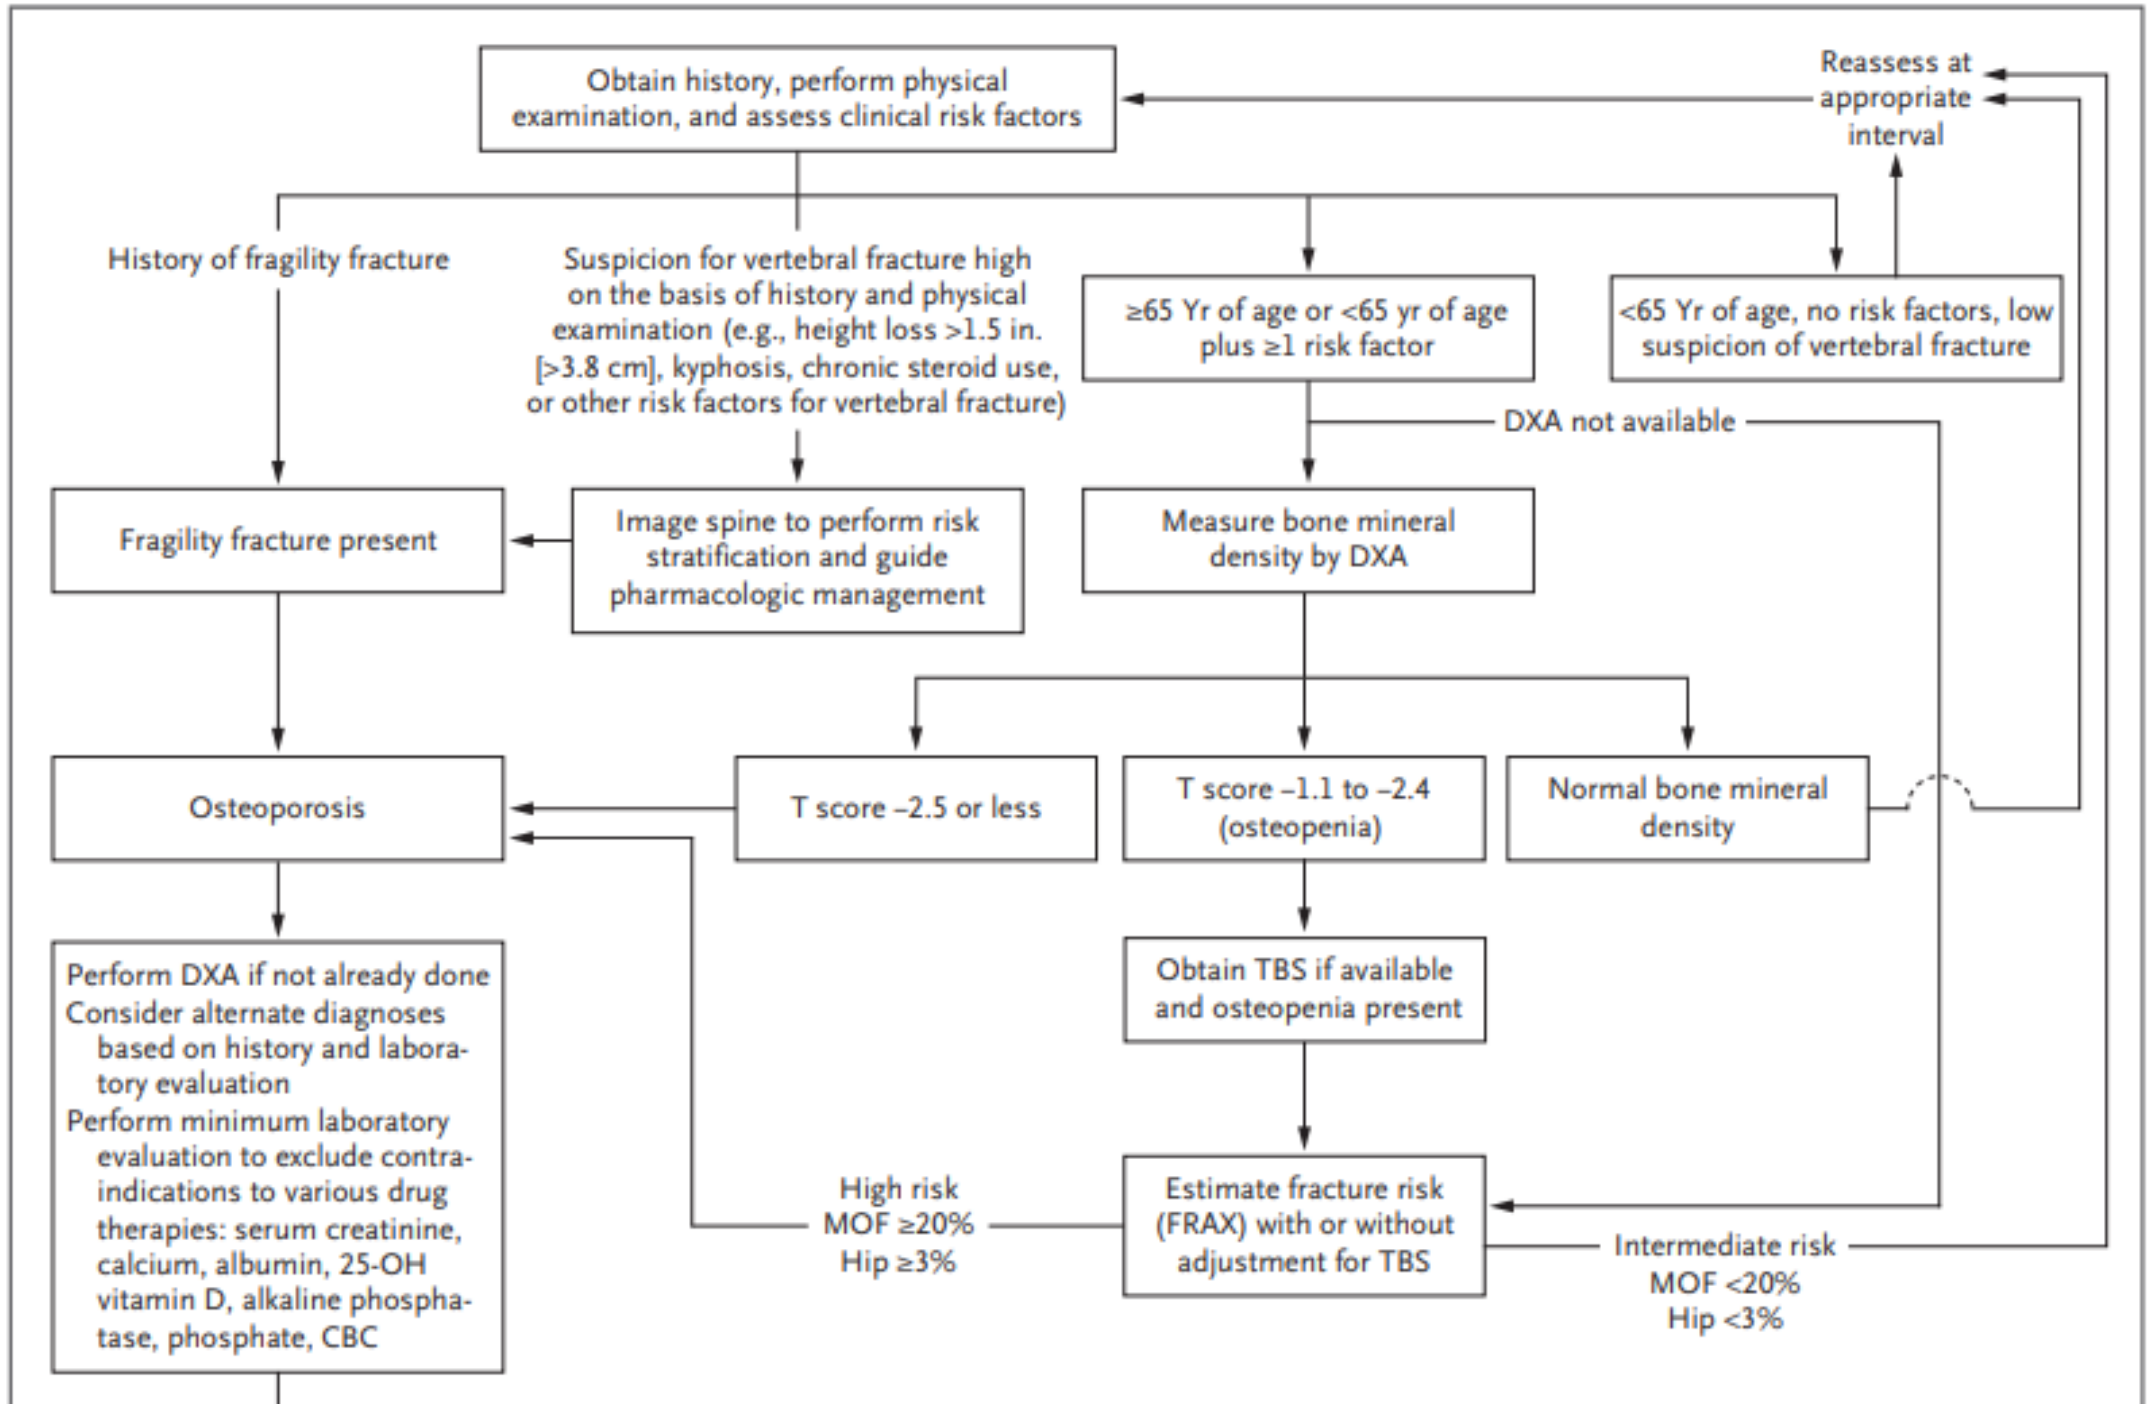 Obtain history, perform physical
examination, and assess clinical risk factors
Reassess at
appropriate
interval
History of fragility fracture
Suspicion for vertebral fracture high
on the basis of history and physical
examination (e.g., height loss >1.5 in.
[>3.8 cm], kyphosis, chronic steroid use,
or other risk factors for vertebral fracture)
≥65 Yr of age or <65 yr of age
plus ≥1 risk factor
<65 Yr of age, no risk factors, low
suspicion of vertebral fracture
DXA not available
Fragility fracture present
Image spine to perform risk
stratification and guide
pharmacologic management
Measure bone mineral
density by DXA
Osteoporosis
T score –2.5 or less
T score –1.1 to –2.4
(osteopenia)
Normal bone mineral
density
Perform DXA if not already done
Consider alternate diagnoses
based on history and labora-
tory evaluation
Perform minimum laboratory
evaluation to exclude contra-
indications to various drug
therapies: serum creatinine,
calcium, albumin, 25-OH
vitamin D, alkaline phospha-
tase, phosphate, CBC
Obtain TBS if available
and osteopenia present
High risk
MOF ≥20%
Hip ≥3%
Estimate fracture risk
(FRAX) with or without
adjustment for TBS
Intermediate risk
MOF <20%
Hip <3%